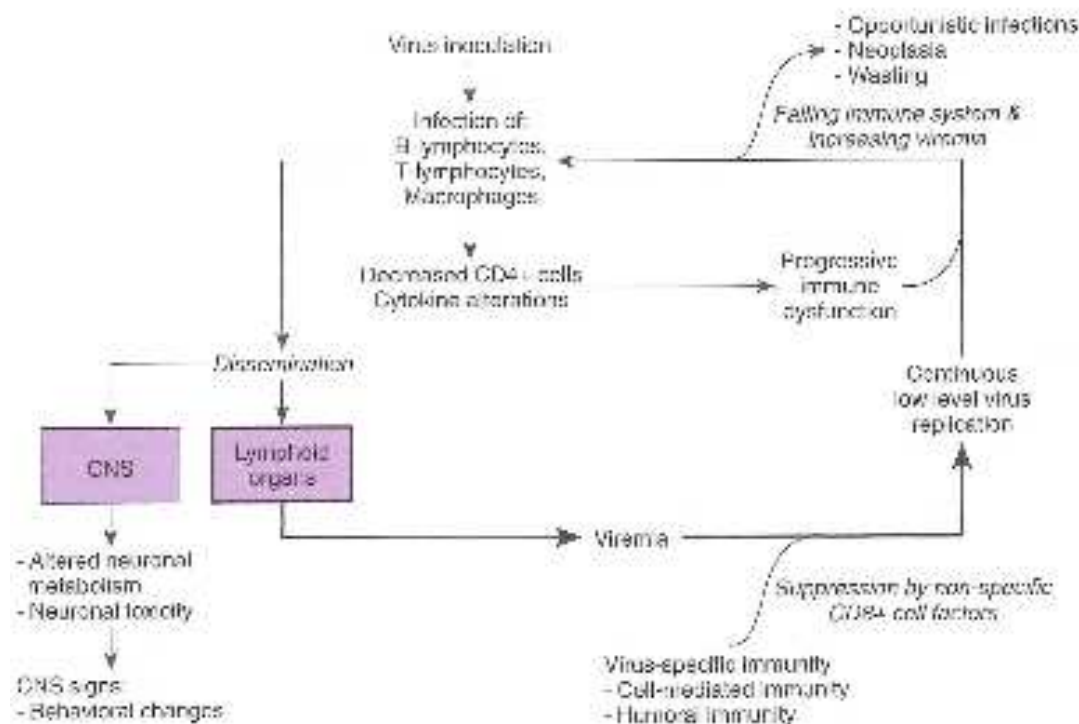 Virus inoculation
Infection of:
B-lymphocytes,
T-lymphocytes,
Macrophages
Decreased CD4+ cells
Cytokine alterations
Progressive
immune
dysfunction
- Opportunistic infections
- Neoplasia
- Wasting
Failing immune system &
increasing viremia
Dissemination
CNS
Lymphoid
organs
Continuous
low level virus
replication
Viremia
- Altered neuronal
metabolism
- Neuronal toxicity
Suppression by non-specific
CD8+ cell factors
CNS signs
- Behavioral changes
Virus-specific immunity
- Cell-mediated immunity
- Humoral immunity